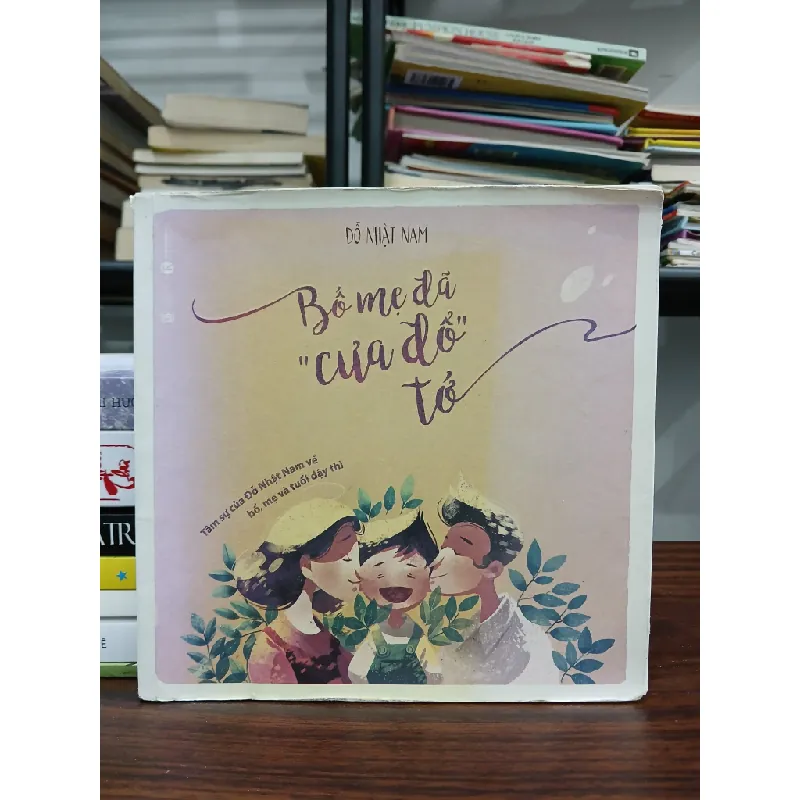 ĐỖ NHẬT NAM
Bố mẹ đã
"cưa đổ"
tớ
Tâm sự của Đỗ Nhật Nam về
bố, mẹ và tuổi dậy thì